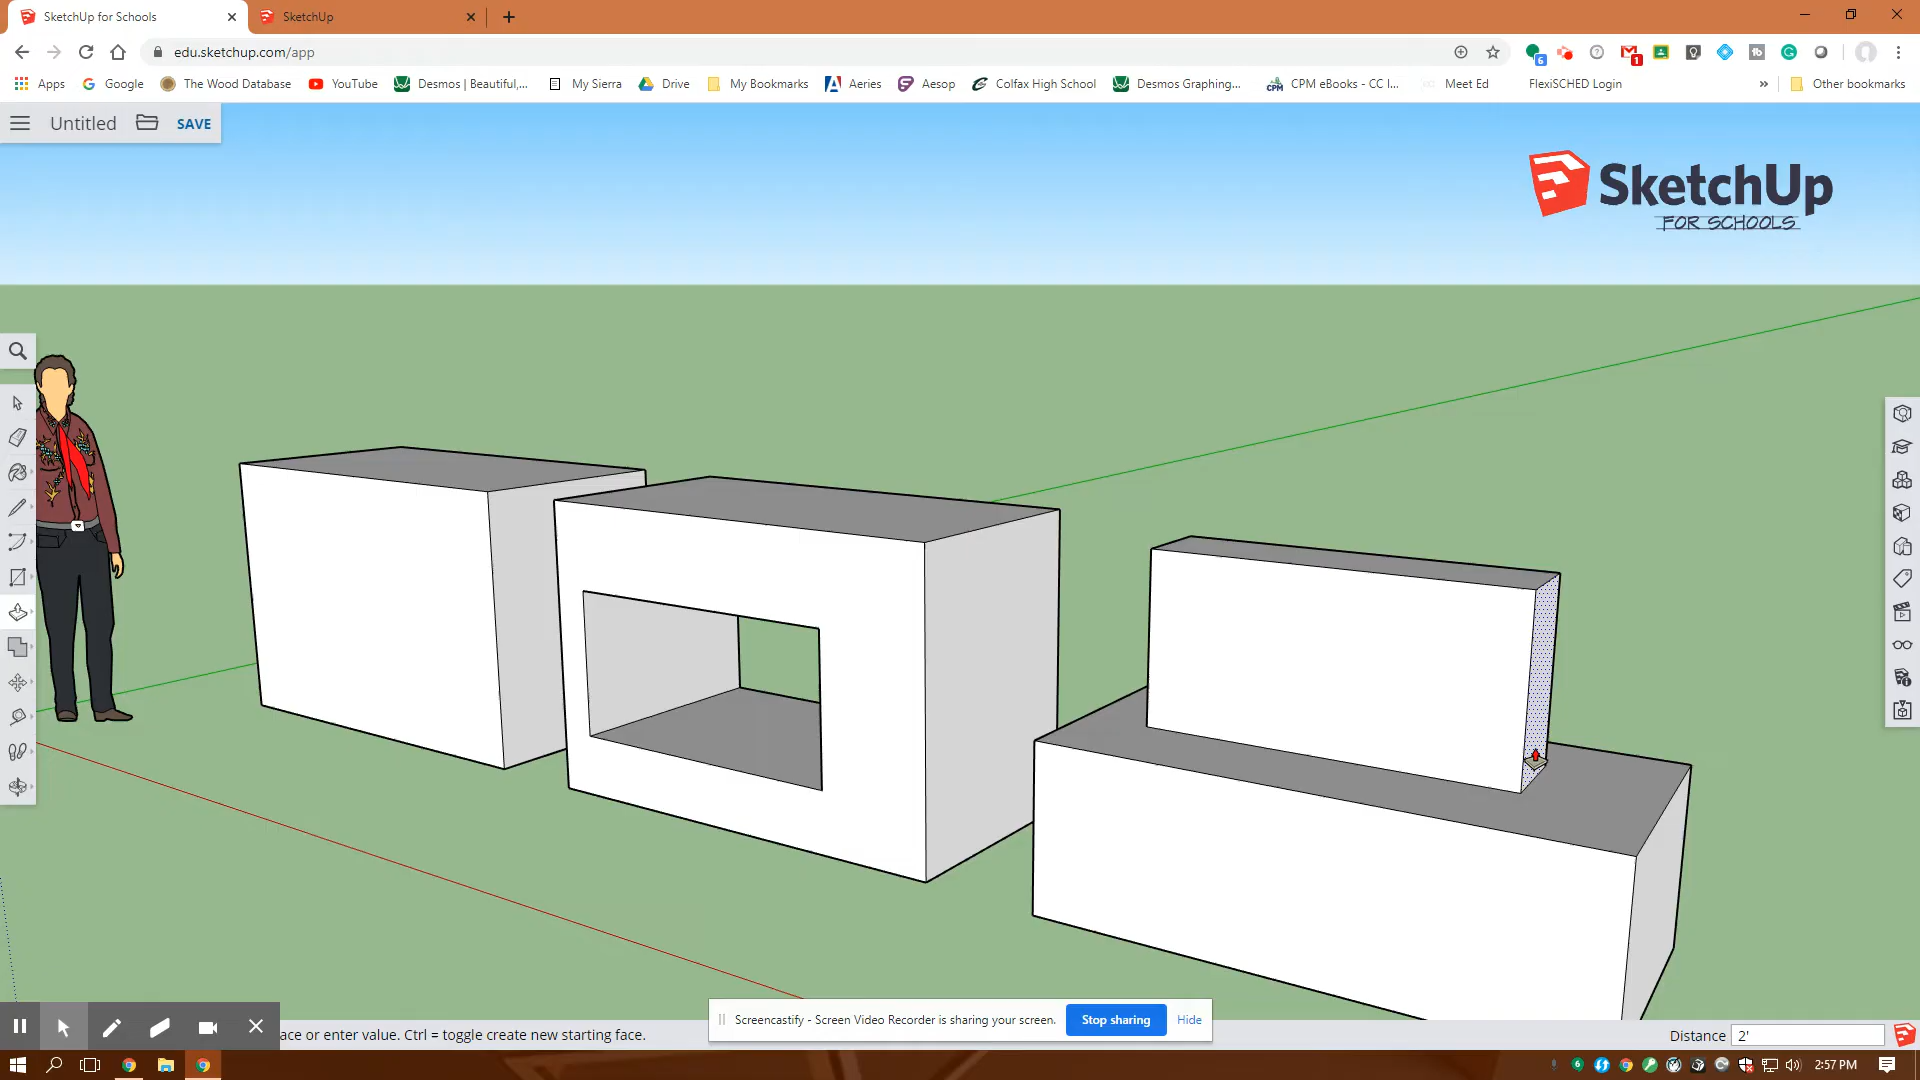 SketchUp for Schools
SketchUp
edu.sketchup.com/app
6
1
Apps
Google
The Wood Database
YouTube
Desmos | Beautiful,...
My Sierra
Drive
My Bookmarks
Aeries
Aesop
Colfax High School
Desmos Graphing...
CPM
CPM eBooks - CC I...
Meet Ed
FlexiSCHED Login
»
Other bookmarks
Untitled
SAVE
SketchUp
FOR SCHOOLS
ace or enter value. Ctrl = toggle create new starting face.
Screencastify - Screen Video Recorder is sharing your screen.
Stop sharing
Hide
Distance
2'
2:57 PM